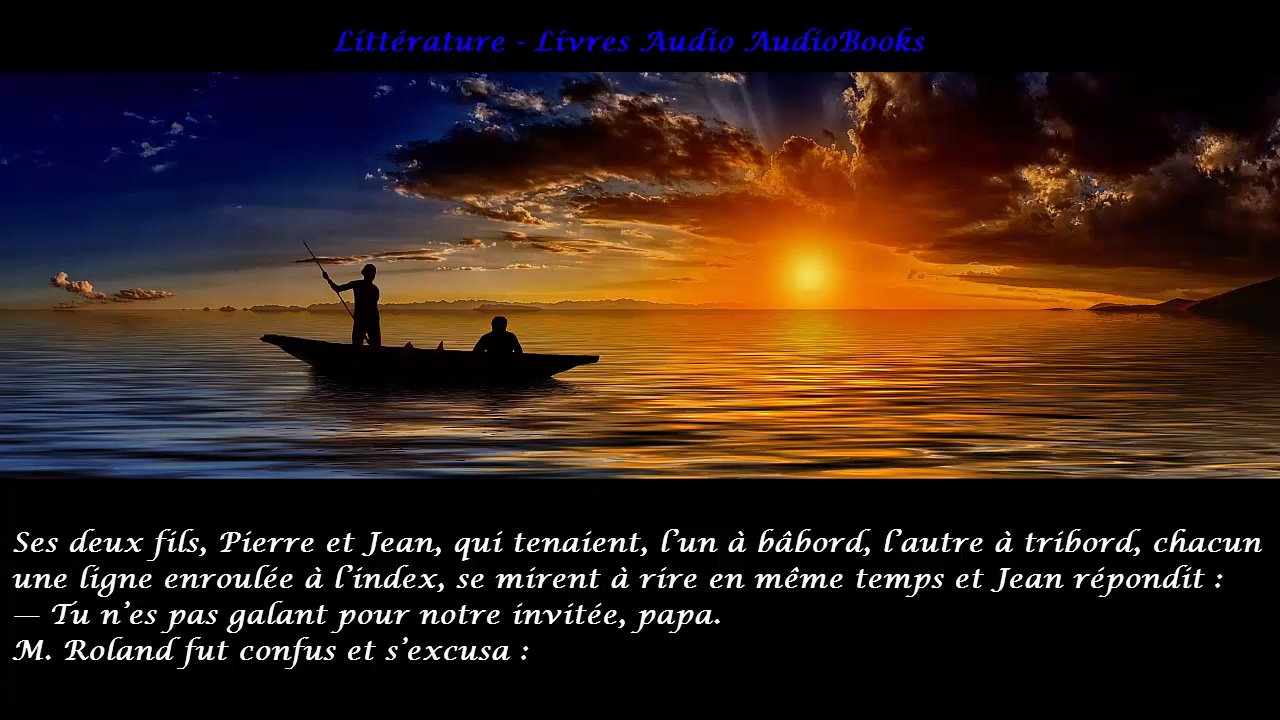 Littérature - Livres Audio AudioBooks
Ses deux fils, Pierre et Jean, qui tenaient, l’un à bâbord, l’autre à tribord, chacun
une ligne enroulée à l’index, se mirent à rire en même temps et Jean répondit :
— Tu n’es pas galant pour notre invitée, papa.
M. Roland fut confus et s’excusa :